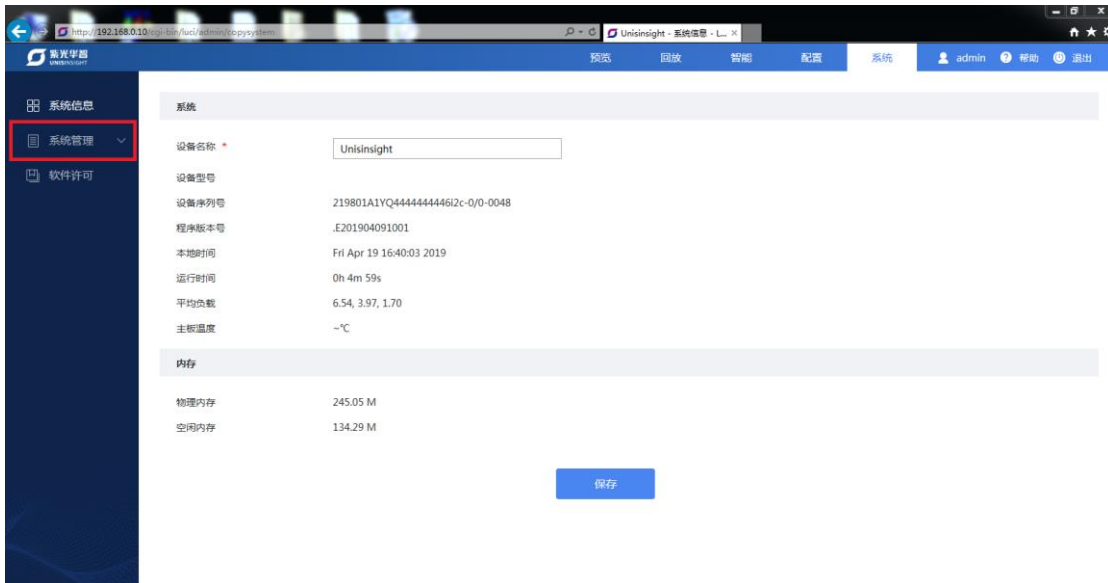 http://192.168.0.10/cgi-bin/luci/admin/copysystem
Unisinsight - 系统信息 - L...
紫光华智
UNISINSIGHT
预览 回放 智能 配置 系统 admin 帮助 退出
系统信息
系统管理
软件许可
系统
设备名称 * Unisinsight
设备型号
设备序列号 219801A1YQ4444444446i2c-0/0-0048
程序版本号 .E201904091001
本地时间 Fri Apr 19 16:40:03 2019
运行时间 0h 4m 59s
平均负载 6.54, 3.97, 1.70
主板温度 ~℃
内存
物理内存 245.05 M
空闲内存 134.29 M
保存